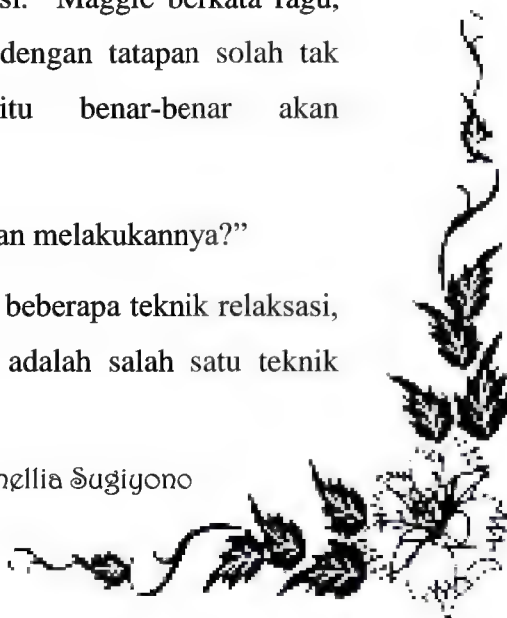 si." Maggie berkata ragu,
dengan tatapan solah tak
itu benar-benar akan
an melakukannya?”
beberapa teknik relaksasi,
adalah salah satu teknik
nellia Sugiyono